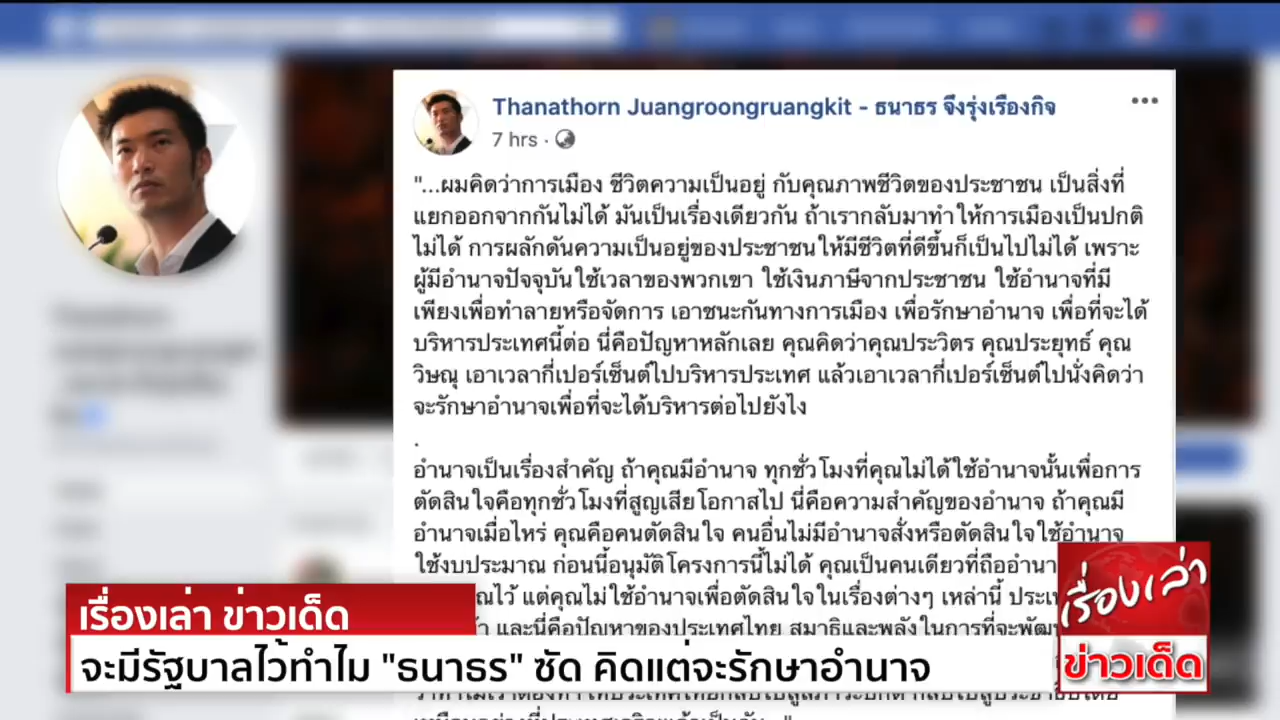 Thanathorn Juangroongruangkit - ธนาธร จึงรุ่งเรืองกิจ
7 hrs ·
"...ผมคิดว่าการเมือง ชีวิตความเป็นอยู่ กับคุณภาพชีวิตของประชาชน เป็นสิ่งที่
แยกออกจากกันไม่ได้ มันเป็นเรื่องเดียวกัน ถ้าเรากลับมาทำให้การเมืองเป็นปกติ
ไม่ได้ การผลักดันความเป็นอยู่ของประชาชนให้มีชีวิตที่ดีขึ้นก็เป็นไปไม่ได้ เพราะ
ผู้มีอำนาจปัจจุบันใช้เวลาของพวกเขา ใช้เงินภาษีจากประชาชน ใช้อำนาจที่มี
เพียงเพื่อทำลายหรือจัดการ เอาชนะกันทางการเมือง เพื่อรักษาอำนาจ เพื่อที่จะได้
บริหารประเทศนี้ต่อ นี่คือปัญหาหลักเลย คุณคิดว่าคุณประวิตร คุณประยุทธ์ คุณ
วิษณุ เอาเวลากี่เปอร์เซ็นต์ไปบริหารประเทศ แล้วเอาเวลากี่เปอร์เซ็นต์ไปนั่งคิดว่า
จะรักษาอำนาจเพื่อที่จะได้บริหารต่อไปยังไง
.
อำนาจเป็นเรื่องสำคัญ ถ้าคุณมีอำนาจ ทุกชั่วโมงที่คุณไม่ได้ใช้อำนาจนั้นเพื่อการ
ตัดสินใจคือทุกชั่วโมงที่สูญเสียโอกาสไป นี่คือความสำคัญของอำนาจ ถ้าคุณมี
อำนาจเมื่อไหร่ คุณคือคนตัดสินใจ คนอื่นไม่มีอำนาจสั่งหรือตัดสินใจใช้อำนาจ
ใช้งบประมาณ ก่อนนี้อนุมัติโครงการนี้ไม่ได้ คุณเป็นคนเดียวที่ถืออำนา
ไว้ แต่คุณไม่ใช้อำนาจเพื่อตัดสินใจในเรื่องต่างๆ เหล่านี้
และนี่คือปัญหาของประเทศไทย สมาธิและพลังในการที่จะ
เรื่องเล่า ข่าวเด็ด
จะมีรัฐบาลไว้ทำไม "ธนาธร" ซัด คิดแต่จะรักษาอำนาจ
เรื่องเล่า
ข่าวเด็ด